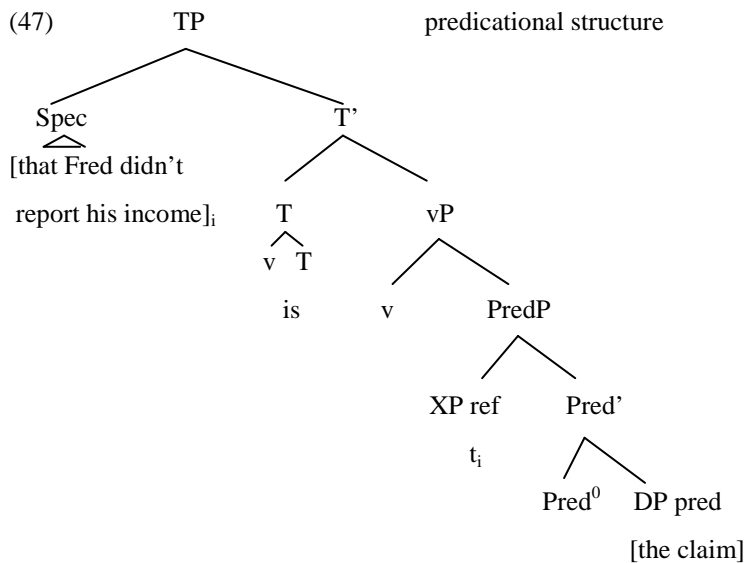 (47) TP predicational structure
Spec T’
[that Fred didn’t
report his income]i T vP
v T
is v PredP
XP ref Pred’
ti
Pred0 DP pred
[the claim]